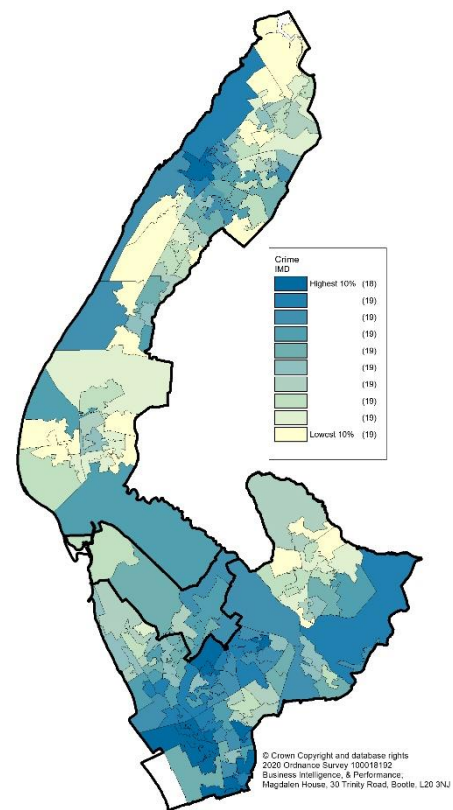 Crime
IMD
Highest 10% (18)
(19)
(19)
(19)
(19)
(19)
(19)
(19)
(19)
Lowest 10% (19)
© Crown Copyright and database rights
2020 Ordnance Survey 100018192
Business Intelligence, & Performance;
Magdalen House, 30 Trinity Road, Bootle, L20 3NJ